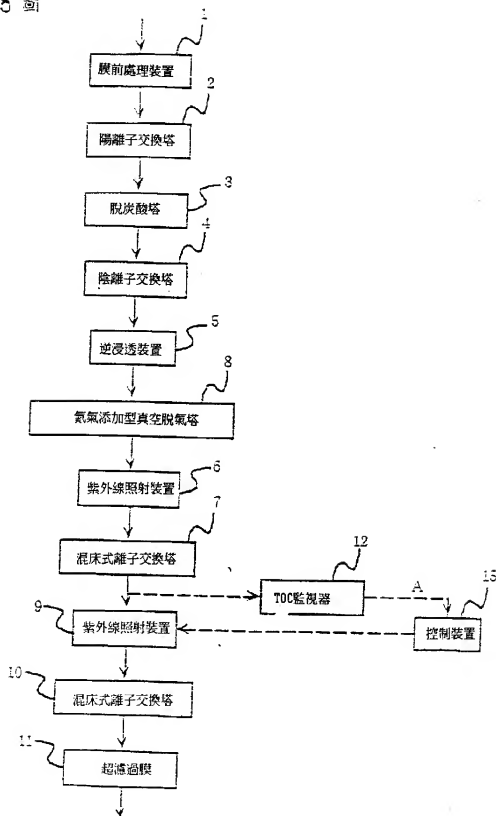 5 圖
1
膜前處理裝置
2
陽離子交換塔
3
脫炭酸塔
4
陰離子交換塔
5
逆浸透裝置
8
氮氣添加型真空脫氣塔
6
紫外線照射裝置
7
混床式離子交換塔
12
TOC監視器
A
控制裝置
9
紫外線照射裝置
10
混床式離子交換塔
11
超濾過膜